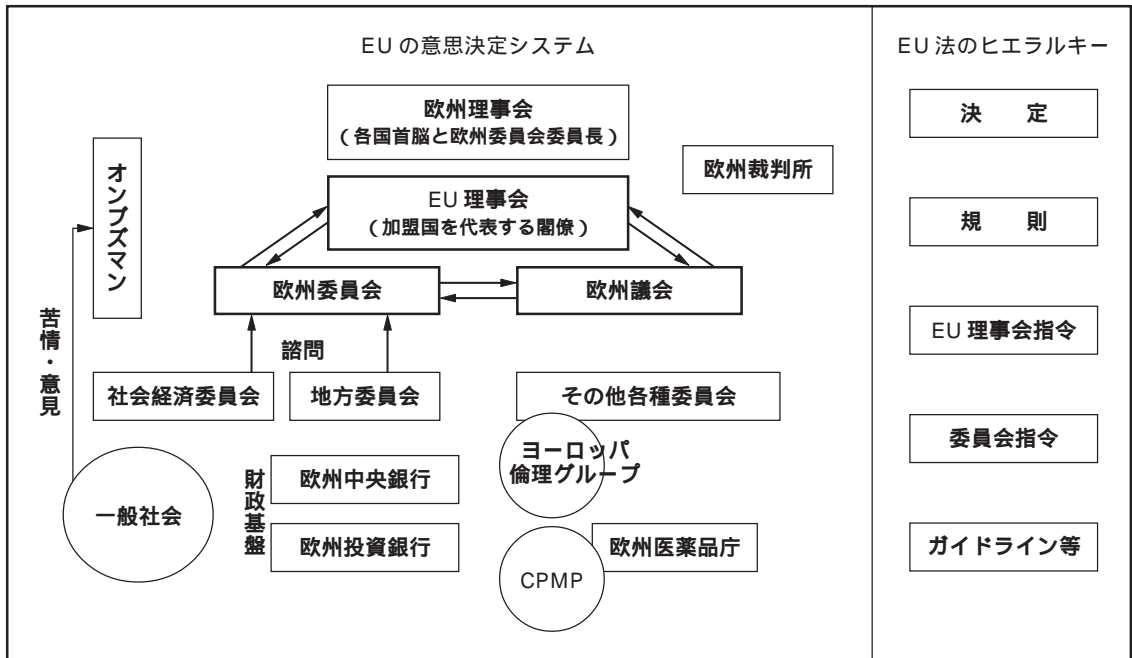 EUの意思決定システム
欧州理事会
(各国首脳と欧州委員会委員長)
オンブズマン
欧州裁判所
EU理事会
(加盟国を代表する閣僚)
欧州委員会
欧州議会
苦情・意見
諮問
社会経済委員会
地方委員会
その他各種委員会
ヨーロッパ
倫理グループ
一般社会
財政基盤
欧州中央銀行
欧州投資銀行
欧州医薬品庁
CPMP
EU法のヒエラルキー
決 定
規 則
EU理事会指令
委員会指令
ガイドライン等